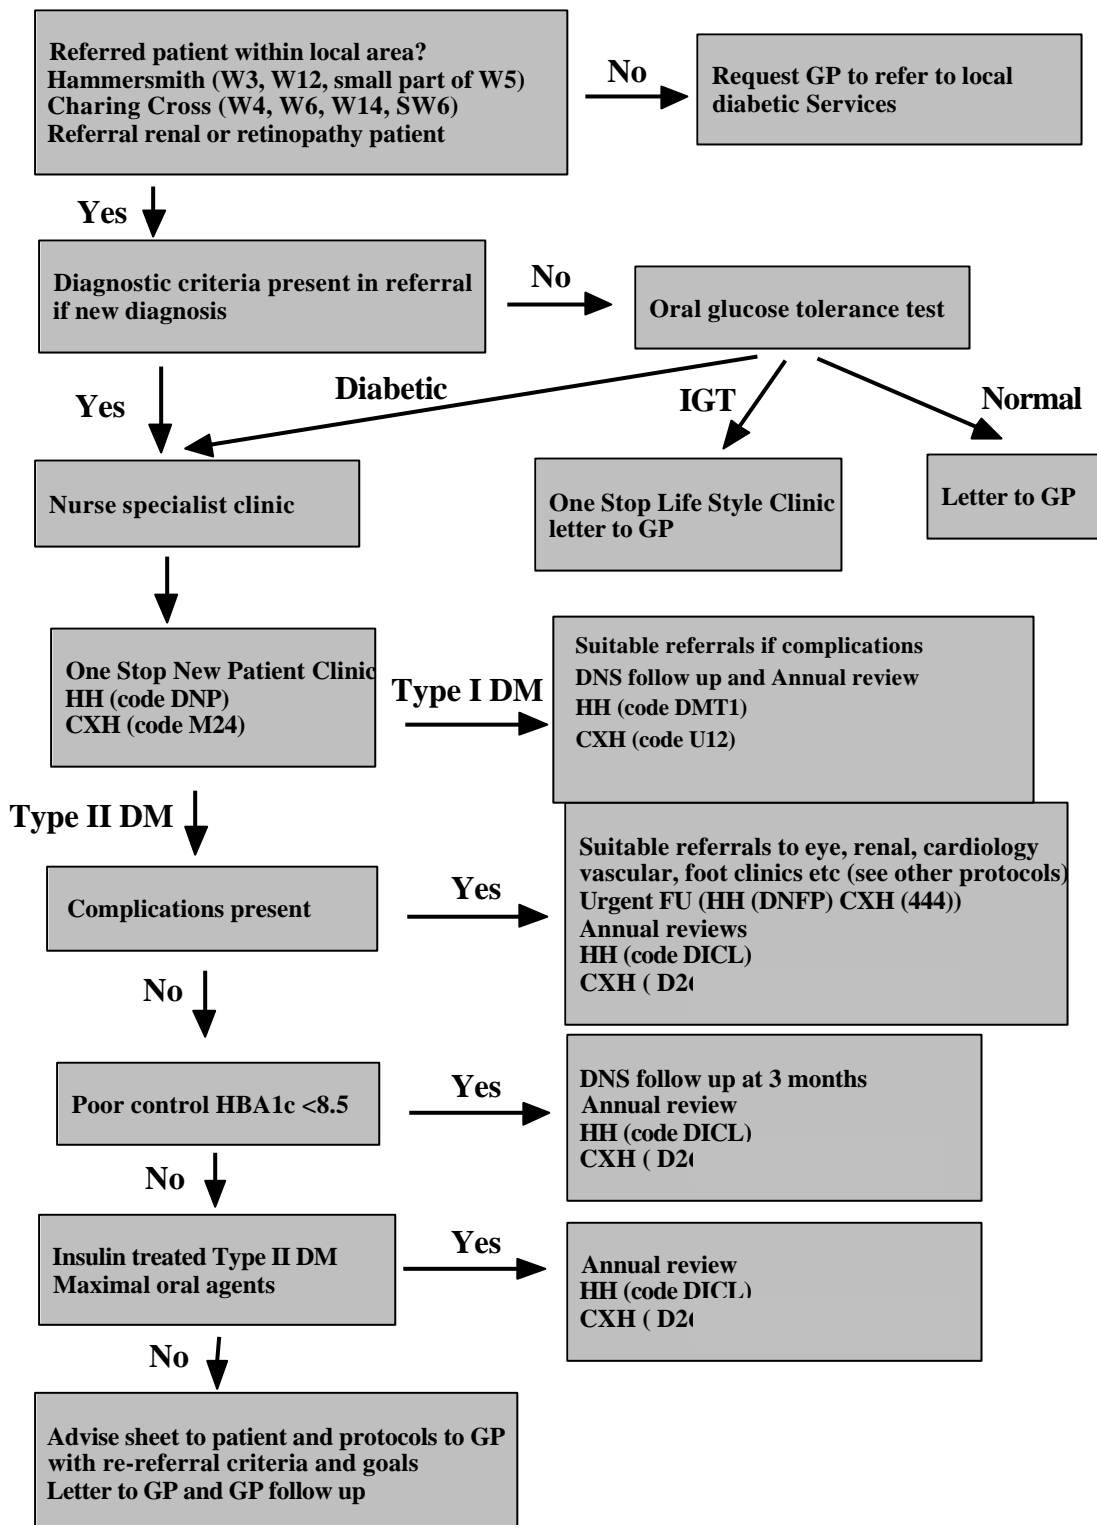 Referred patient within local area?
Hammersmith (W3, W12, small part of W5)
Charing Cross (W4, W6, W14, SW6)
Referral renal or retinopathy patient
No
Request GP to refer to local
diabetic Services
Yes
Diagnostic criteria present in referral
if new diagnosis
No
Oral glucose tolerance test
Yes
Diabetic
IGT
Normal
Nurse specialist clinic
One Stop Life Style Clinic
letter to GP
Letter to GP
One Stop New Patient Clinic
HH (code DNP)
CXH (code M24)
Type I DM
Suitable referrals if complications
DNS follow up and Annual review
HH (code DMT1)
CXH (code U12)
Type II DM
Complications present
Yes
Suitable referrals to eye, renal, cardiology
vascular, foot clinics etc (see other protocols)
Urgent FU (HH (DNFP) CXH (444))
Annual reviews
HH (code DICL)
CXH (
No
Poor control HBA1c <8.5
Yes
DNS follow up at 3 months
Annual review
HH (code DICL)
CXH (
No
Insulin treated Type II DM
Maximal oral agents
Yes
Annual review
HH (code DICL)
CXH (
No
Advise sheet to patient and protocols to GP
with re-referral criteria and goals
Letter to GP and GP follow up